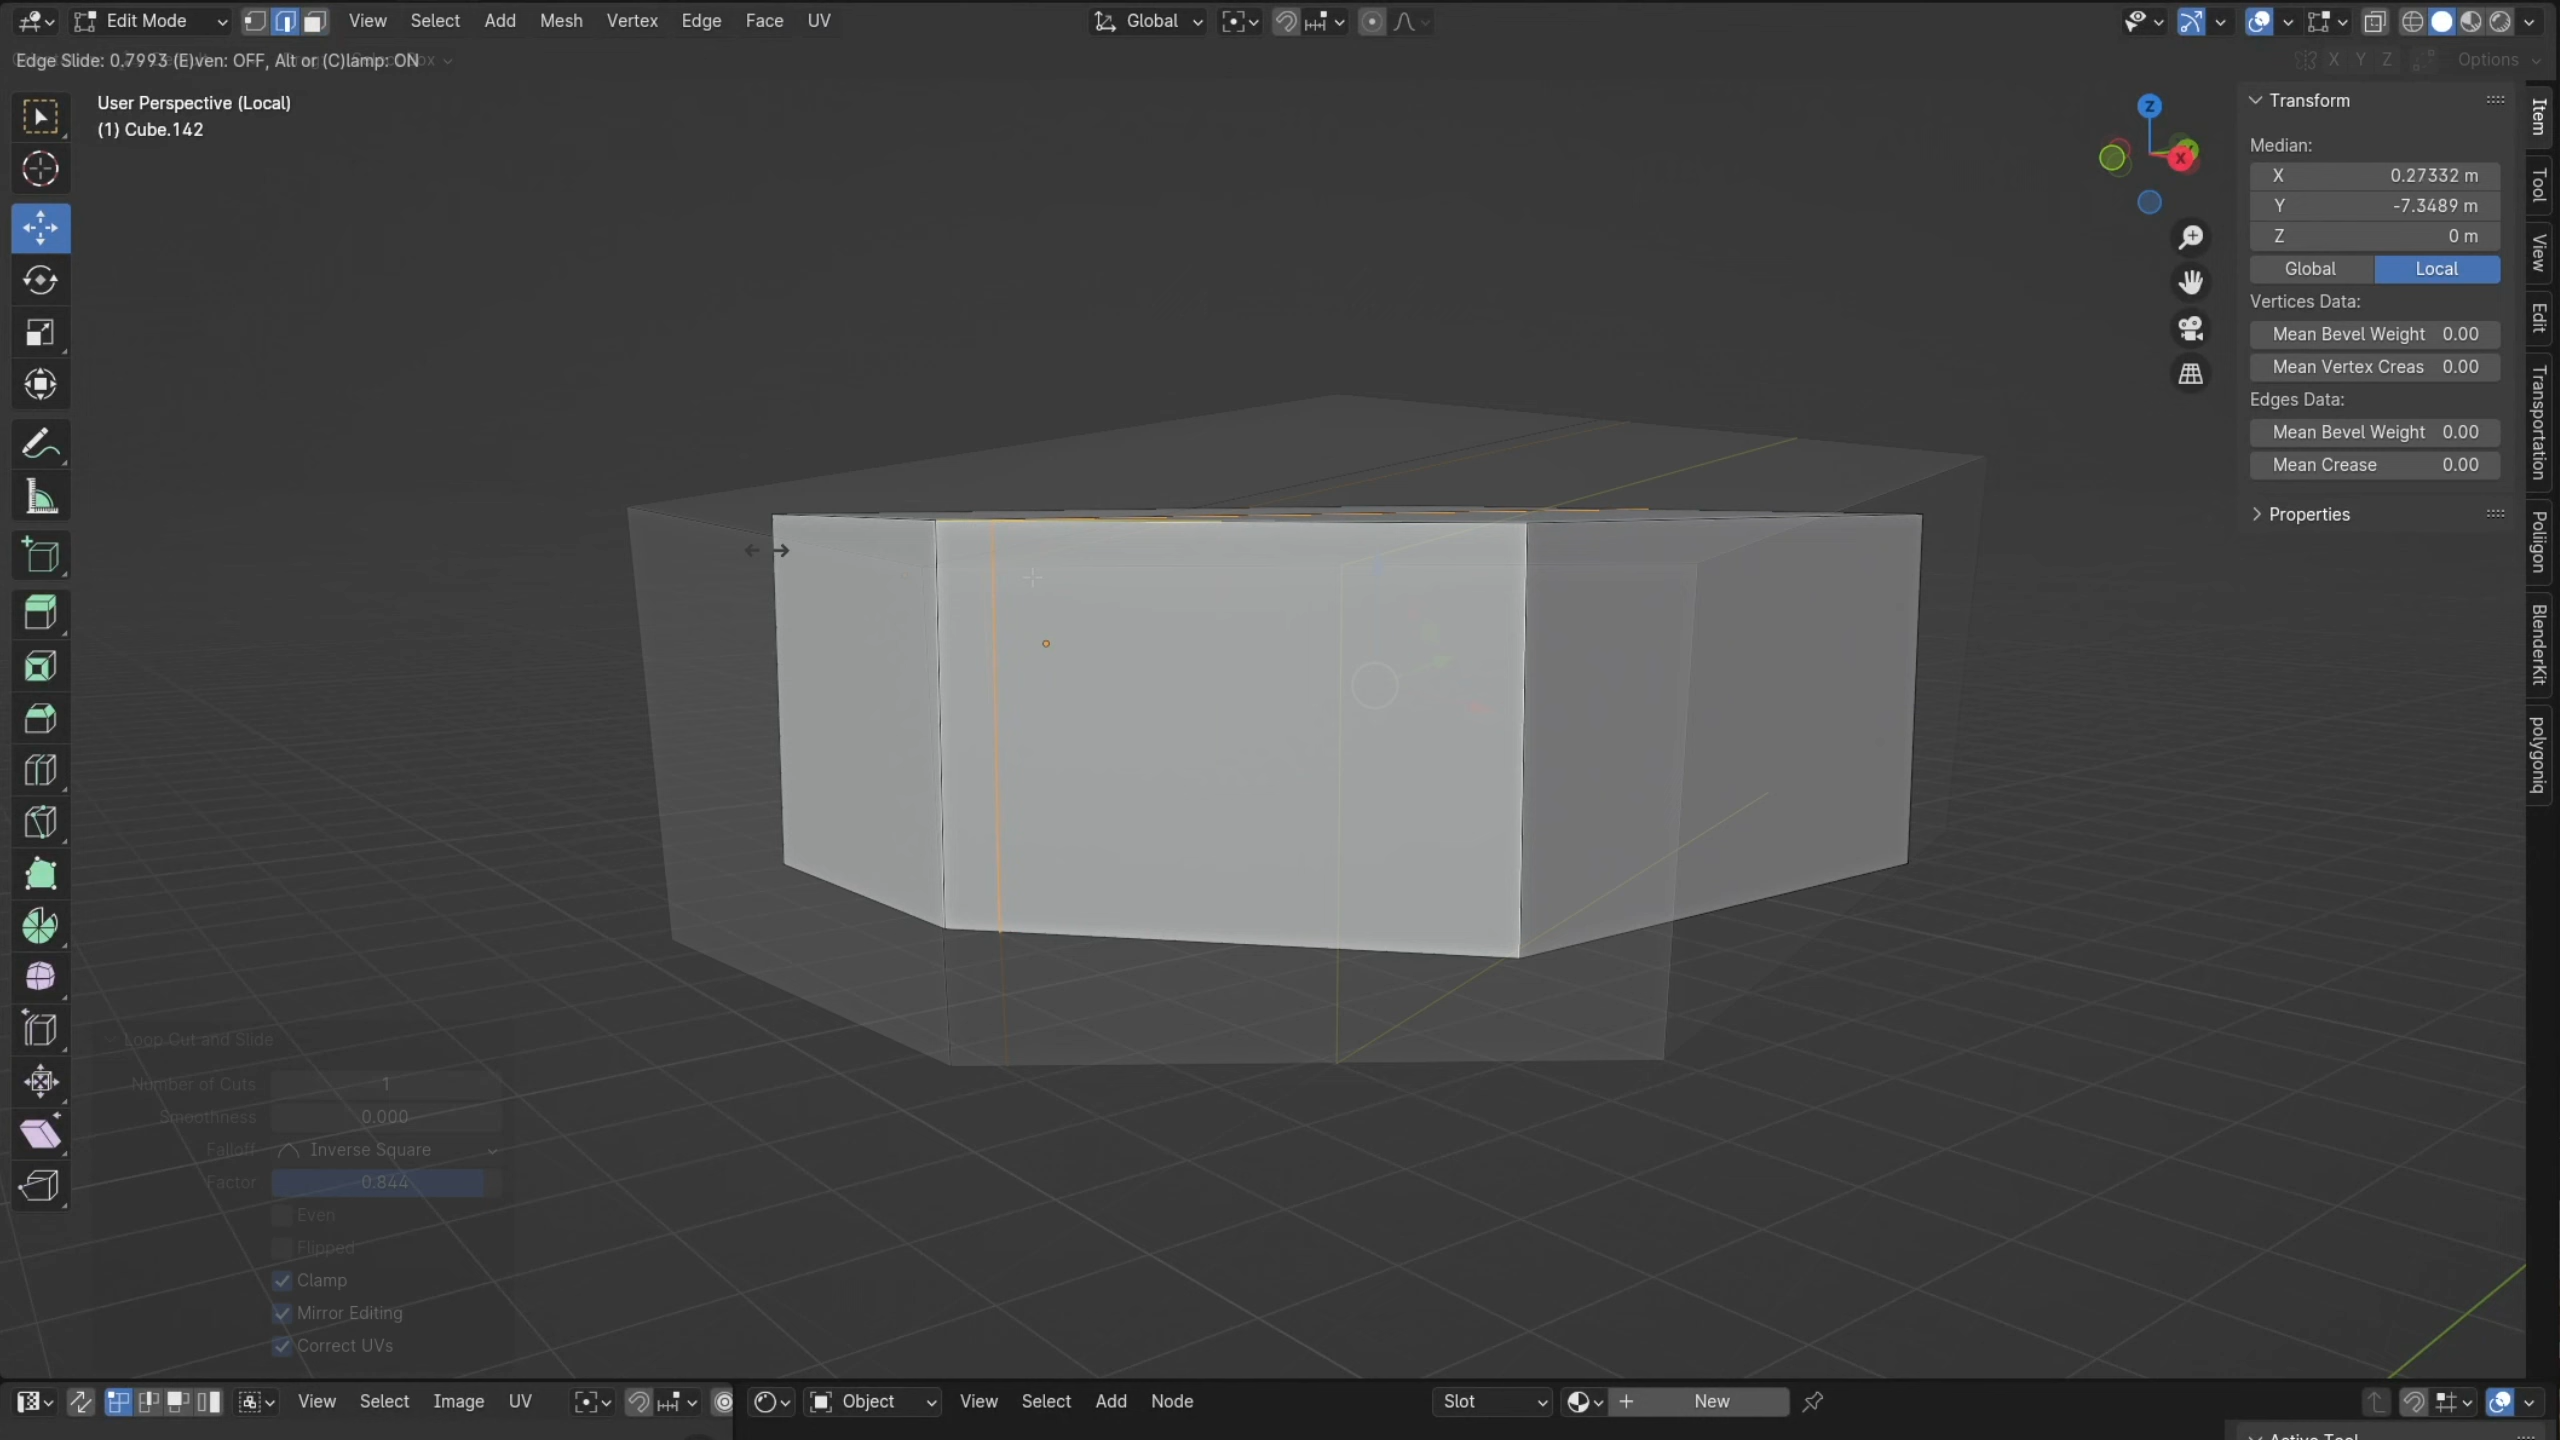 Edit Mode View Select Add Mesh Vertex Edge Face UV Global
Edge Slide: 0.7993 (E)ven: OFF, Alt or (C)lamp: ON X Y Z Options
User Perspective (Local)
(1) Cube.142
Z
X
Transform
Median:
X 0.27332 m
Y -7.3489 m
Z 0 m
Global Local
Vertices Data:
Mean Bevel Weight 0.00
Mean Vertex Creas 0.00
Edges Data:
Mean Bevel Weight 0.00
Mean Crease 0.00
Properties
Item
Tool
View
Edit
Transportation
Poliigon
BlenderKit
polygoniq
Loop Cut and Slide
Number of Cuts 1
Smoothness 0.000
Falloff Inverse Square
Factor 0.844
Even
Flipped
Clamp
Mirror Editing
Correct UVs
View Select Image UV Object View Select Add Node Slot New
Active Tool